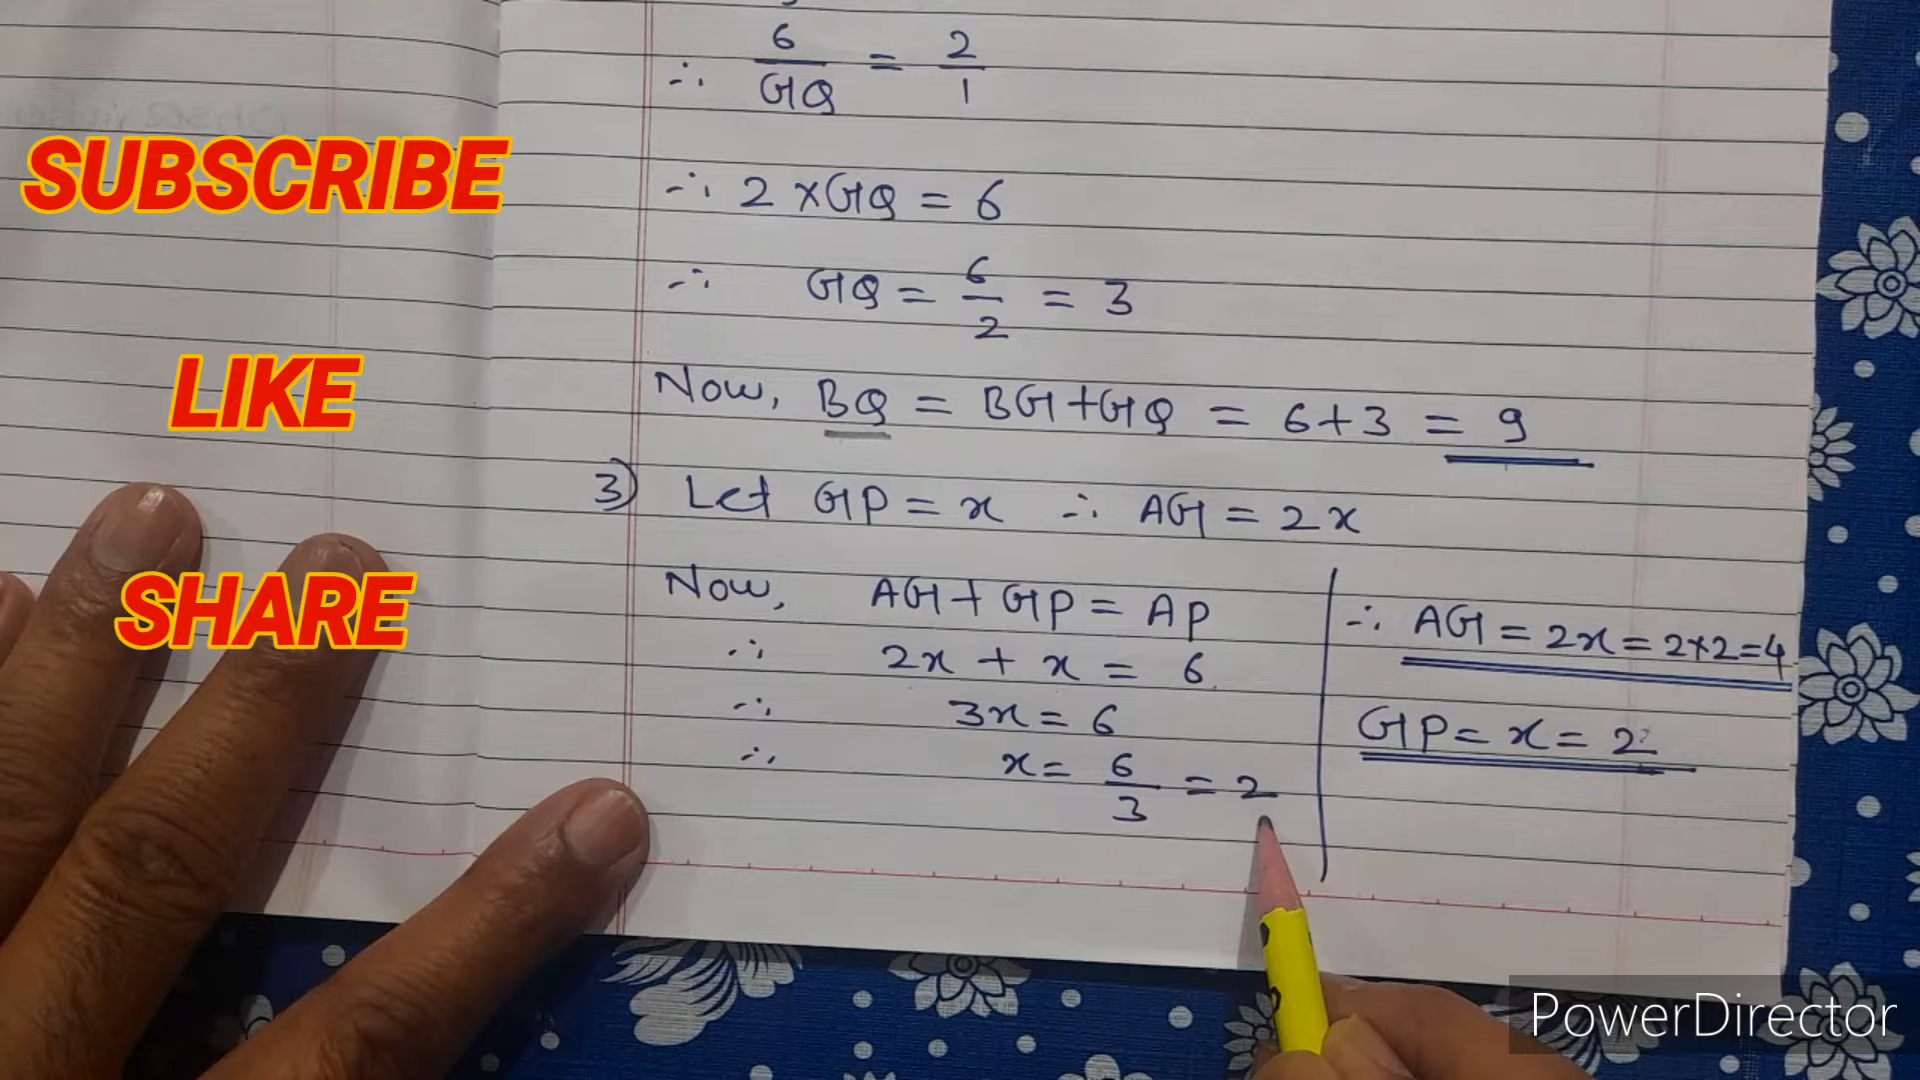 ∴ 6/GQ = 2/1
∴ 2 × GQ = 6
∴ GQ = 6/2 = 3
Now, BQ = BG + GQ = 6 + 3 = 9
3) Let GP = x ∴ AG = 2x
Now, AG + GP = AP
∴ 2x + x = 6
∴ 3x = 6
∴ x = 6/3 = 2
∴ AG = 2x = 2×2 = 4
GP = x = 2
SUBSCRIBE
LIKE
SHARE
PowerDirector